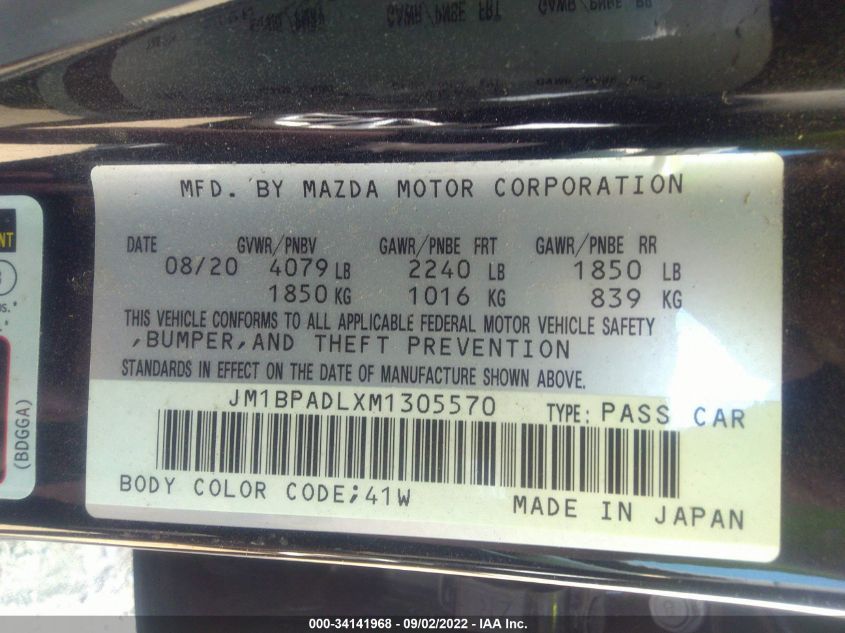 MFD. BY MAZDA MOTOR CORPORATION
DATE GVWR/PNBV GAWR/PNBE FRT GAWR/PNBE RR
08/20 4079 LB 2240 LB 1850 LB
1850 KG 1016 KG 839 KG
THIS VEHICLE CONFORMS TO ALL APPLICABLE FEDERAL MOTOR VEHICLE SAFETY
,BUMPER,AND THEFT PREVENTION
STANDARDS IN EFFECT ON THE DATE OF MANUFACTURE SHOWN ABOVE.
JM1BPADLXM1305570 TYPE: PASS CAR
BODY COLOR CODE;41W
MADE IN JAPAN
(BDGGA)
000-34141968 - 09/02/2022 - IAA Inc.